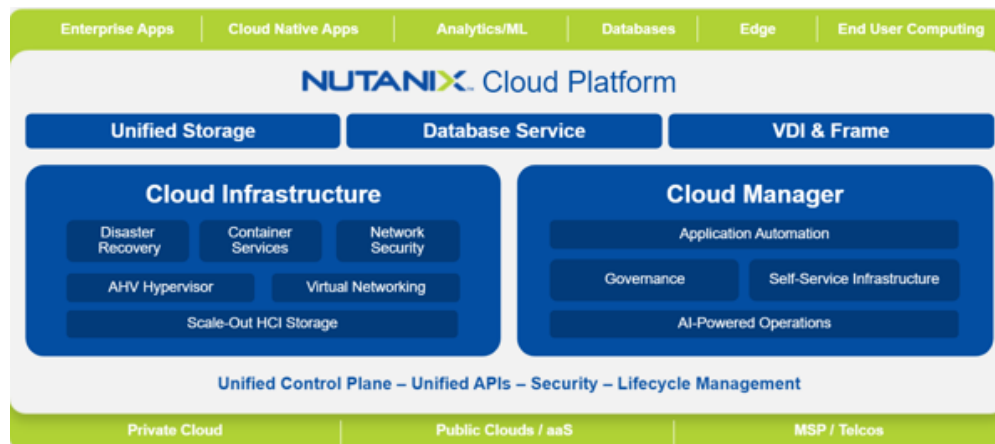 Enterprise Apps Cloud Native Apps Analytics/ML Databases Edge End User Computing
NUTANIX Cloud Platform
Unified Storage Database Service VDI & Frame
Cloud Infrastructure
Disaster
Recovery
Container
Services
Network
Security
AHV Hypervisor Virtual Networking
Scale-Out HCI Storage
Cloud Manager
Application Automation
Governance Self-Service Infrastructure
AI-Powered Operations
Unified Control Plane – Unified APIs – Security – Lifecycle Management
Private Cloud Public Clouds / aaS MSP / Telcos